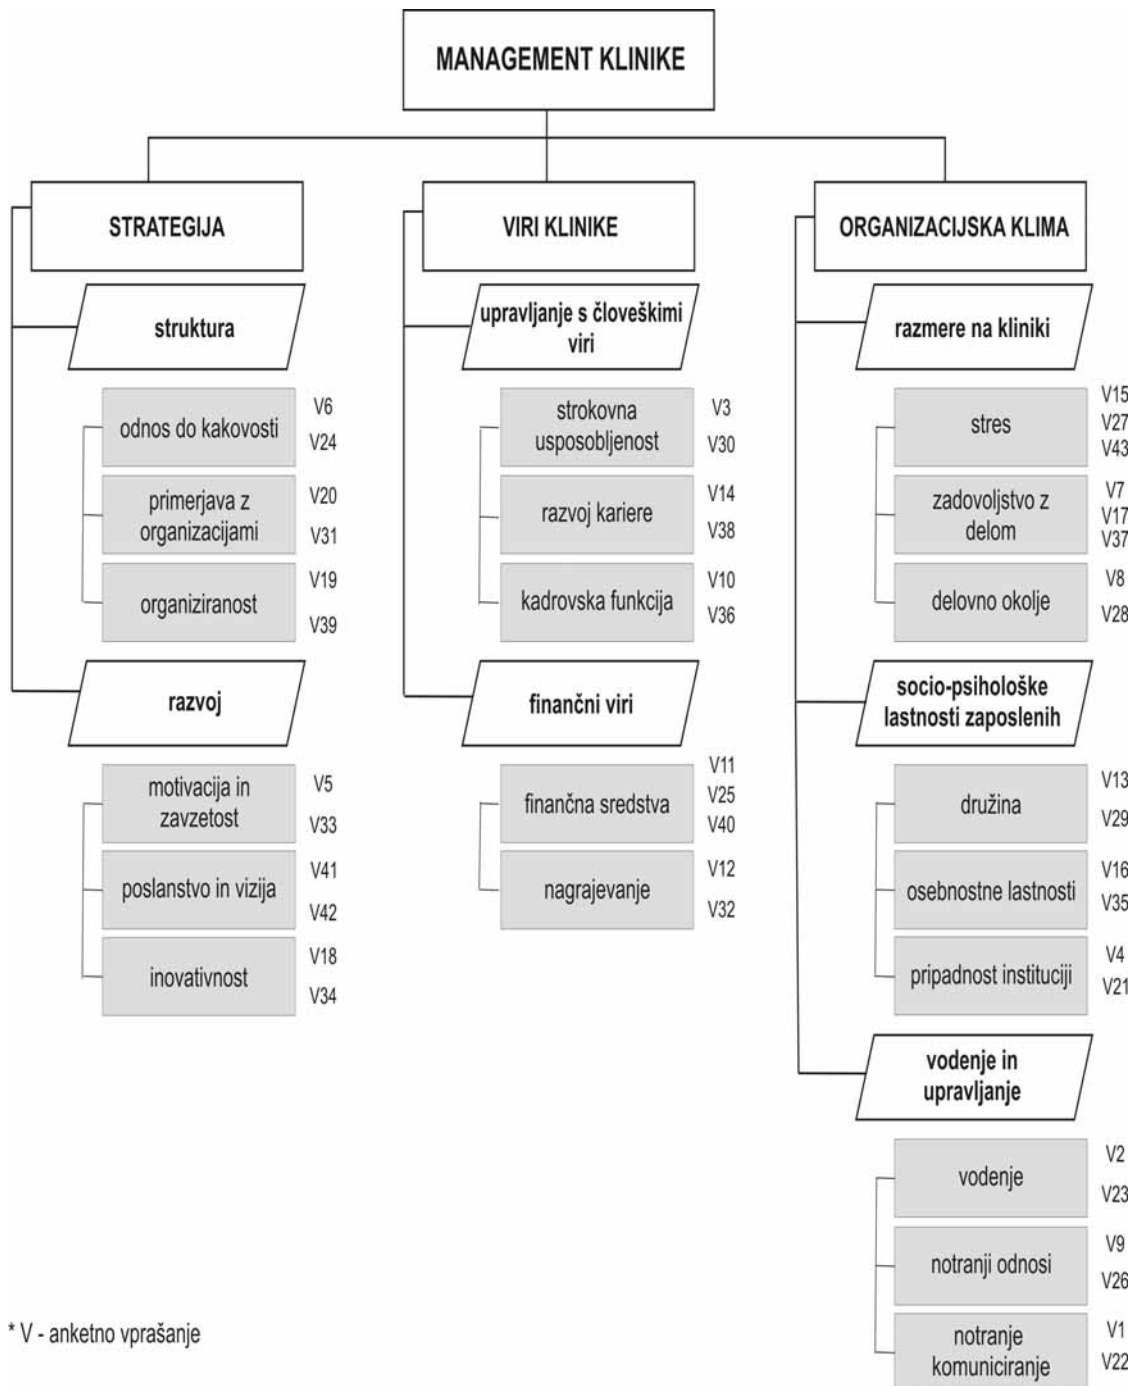 MANAGEMENT KLINIKE
STRATEGIJA
struktura
odnos do kakovosti
V6
V24
primerjava z
organizacijami
V20
V31
organiziranost
V19
V39
razvoj
motivacija in
zavzetost
V5
V33
poslanstvo in vizija
V41
V42
inovativnost
V18
V34
VIRI KLINIKE
upravljanje s človeškimi
viri
strokovna
usposobljenost
V3
V30
razvoj kariere
V14
V38
kadrovska funkcija
V10
V36
finančni viri
finančna sredstva
V11
V25
V40
nagrajevanje
V12
V32
ORGANIZACIJSKA KLIMA
razmere na kliniki
stres
V15
V27
V43
zadovoljstvo z
delom
V7
V17
V37
delovno okolje
V8
V28
socio-psihološke
lastnosti zaposlenih
družina
V13
V29
osebnostne lastnosti
V16
V35
pripadnost instituciji
V4
V21
vodenje in
upravljanje
vodenje
V2
V23
notranji odnosi
V9
V26
notranje
komuniciranje
V1
V22
* V - anketno vprašanje